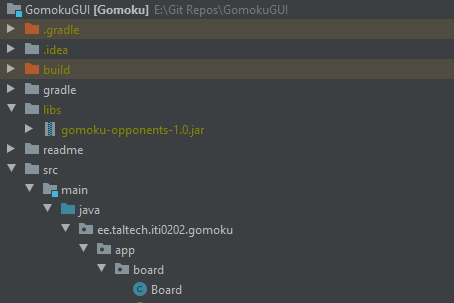 GomokuGUI [Gomoku] E:\Git Repos\GomokuGUI
.gradle
.idea
build
gradle
libs
gomoku-opponents-1.0.jar
readme
src
main
java
ee.taltech.iti0202.gomoku
app
board
C Board